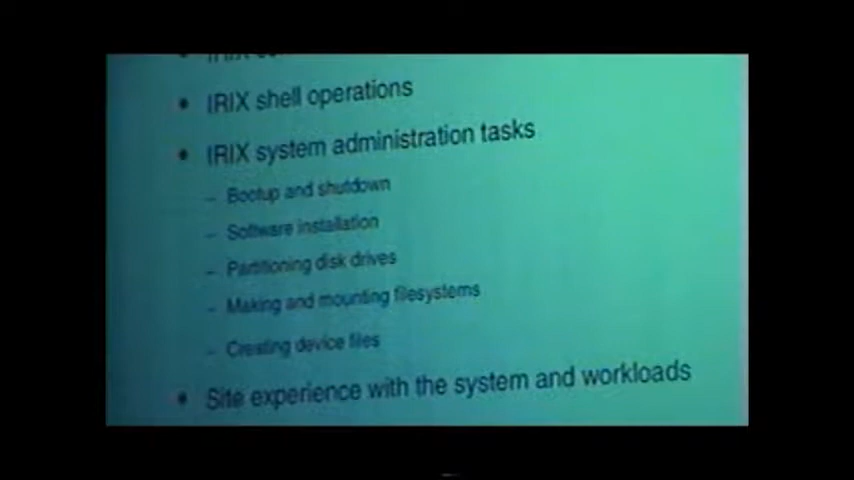 • IRIX
• IRIX shell operations
• IRIX system administration tasks
– Bootup and shutdown
– Software installation
– Partitioning disk drives
– Making and mounting filesystems
– Creating device files
• Site experience with the system and workloads